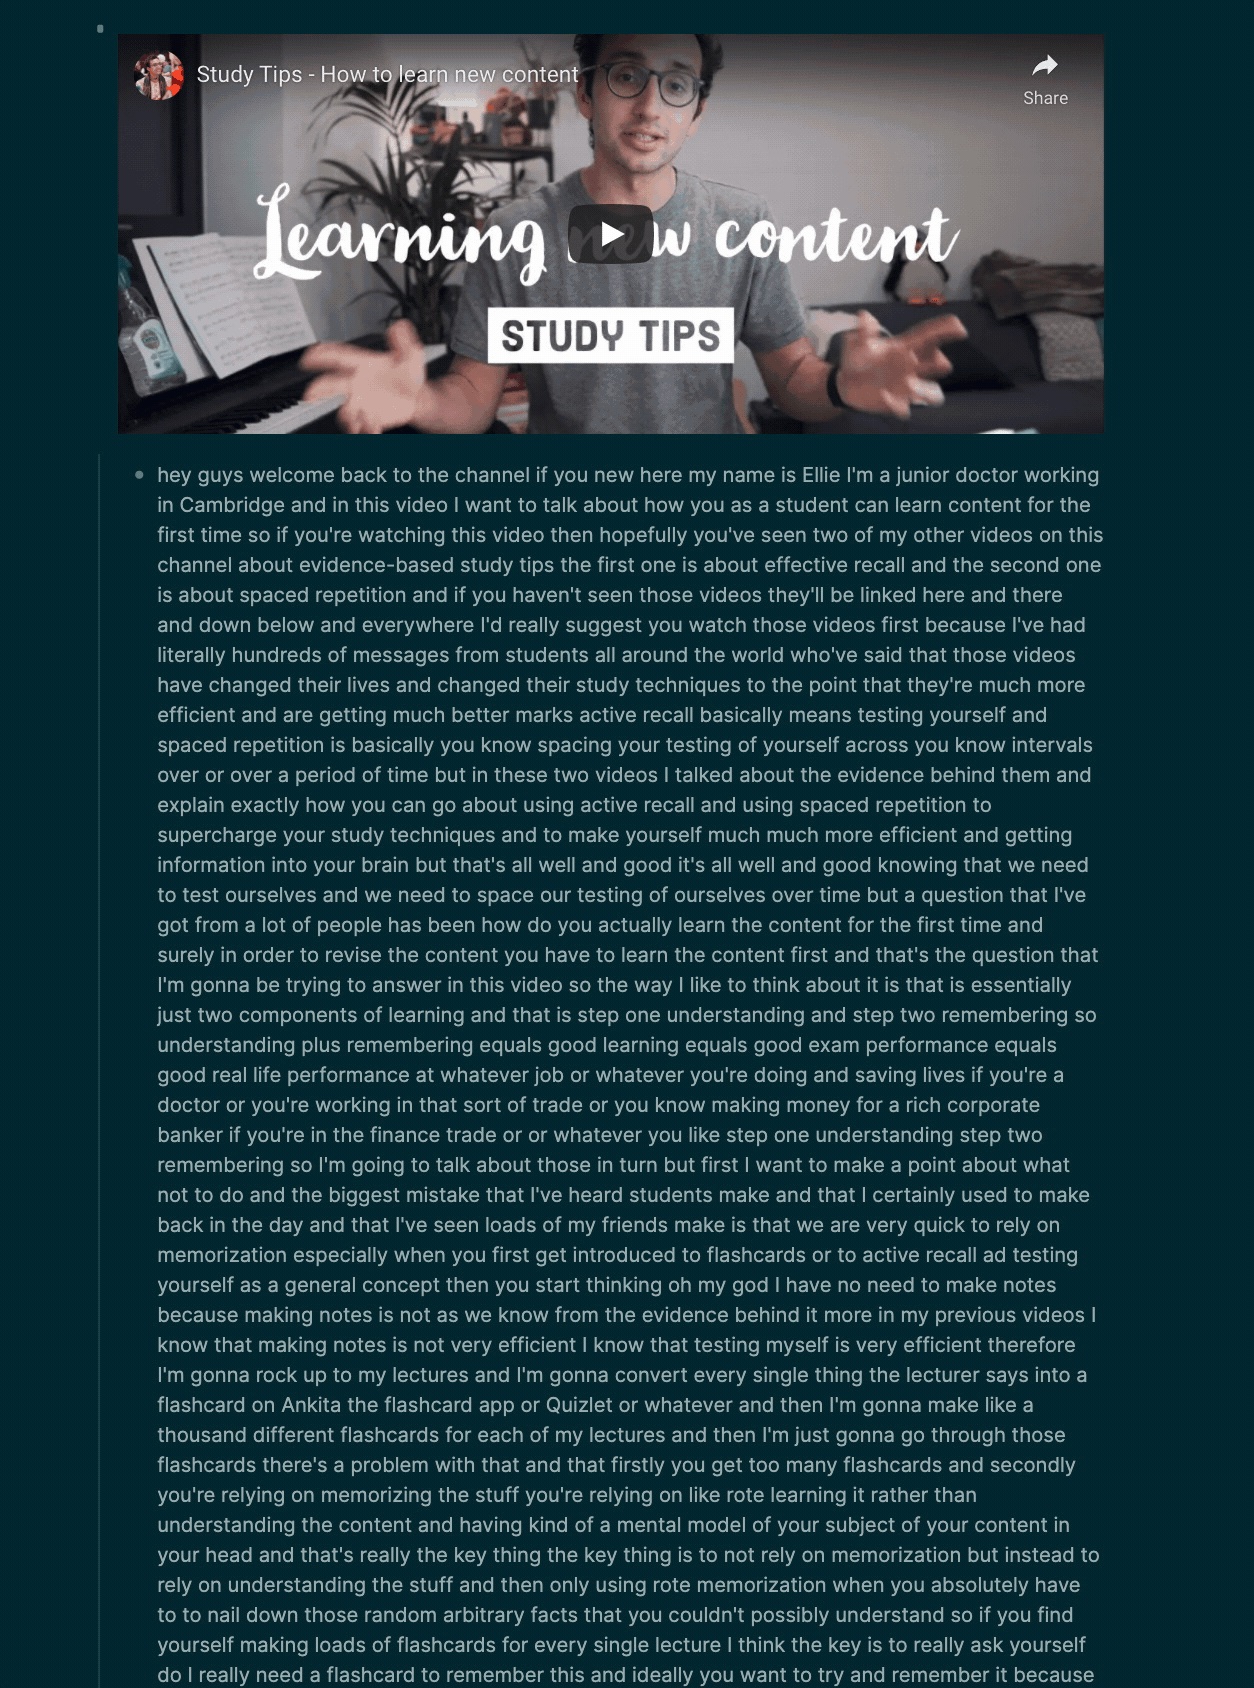 Study Tips - How to learn new content
Share
Learning new content
STUDY TIPS
hey guys welcome back to the channel if you new here my name is Ellie I'm a junior doctor working
in Cambridge and in this video I want to talk about how you as a student can learn content for the
first time so if you're watching this video then hopefully you've seen two of my other videos on this
channel about evidence-based study tips the first one is about effective recall and the second one
is about spaced repetition and if you haven't seen those videos they'll be linked here and there
and down below and everywhere I'd really suggest you watch those videos first because I've had
literally hundreds of messages from students all around the world who've said that those videos
have changed their lives and changed their study techniques to the point that they're much more
efficient and are getting much better marks active recall basically means testing yourself and
spaced repetition is basically you know spacing your testing of yourself across you know intervals
over or over a period of time but in these two videos I talked about the evidence behind them and
explain exactly how you can go about using active recall and using spaced repetition to
supercharge your study techniques and to make yourself much much more efficient and getting
information into your brain but that's all well and good it's all well and good knowing that we need
to test ourselves and we need to space our testing of ourselves over time but a question that I've
got from a lot of people has been how do you actually learn the content for the first time and
surely in order to revise the content you have to learn the content first and that's the question that
I'm gonna be trying to answer in this video so the way I like to think about it is that is essentially
just two components of learning and that is step one understanding and step two remembering so
understanding plus remembering equals good learning equals good exam performance equals
good real life performance at whatever job or whatever you're doing and saving lives if you're a
doctor or you're working in that sort of trade or you know making money for a rich corporate
banker if you're in the finance trade or or whatever you like step one understanding step two
remembering so I'm going to talk about those in turn but first I want to make a point about what
not to do and the biggest mistake that I've heard students make and that I certainly used to make
back in the day and that I've seen loads of my friends make is that we are very quick to rely on
memorization especially when you first get introduced to flashcards or to active recall ad testing
yourself as a general concept then you start thinking oh my god I have no need to make notes
because making notes is not as we know from the evidence behind it more in my previous videos I
know that making notes is not very efficient I know that testing myself is very efficient therefore
I'm gonna rock up to my lectures and I'm gonna convert every single thing the lecturer says into a
flashcard on Ankita the flashcard app or Quizlet or whatever and then I'm gonna make like a
thousand different flashcards for each of my lectures and then I'm just gonna go through those
flashcards there's a problem with that and that firstly you get too many flashcards and secondly
you're relying on memorizing the stuff you're relying on like rote learning it rather than
understanding the content and having kind of a mental model of your subject of your content in
your head and that's really the key thing the key thing is to not rely on memorization but instead to
rely on understanding the stuff and then only using rote memorization when you absolutely have
to to nail down those random arbitrary facts that you couldn't possibly understand so if you find
yourself making loads of flashcards for every single lecture I think the key is to really ask yourself
do I really need a flashcard to remember this and ideally you want to try and remember it because